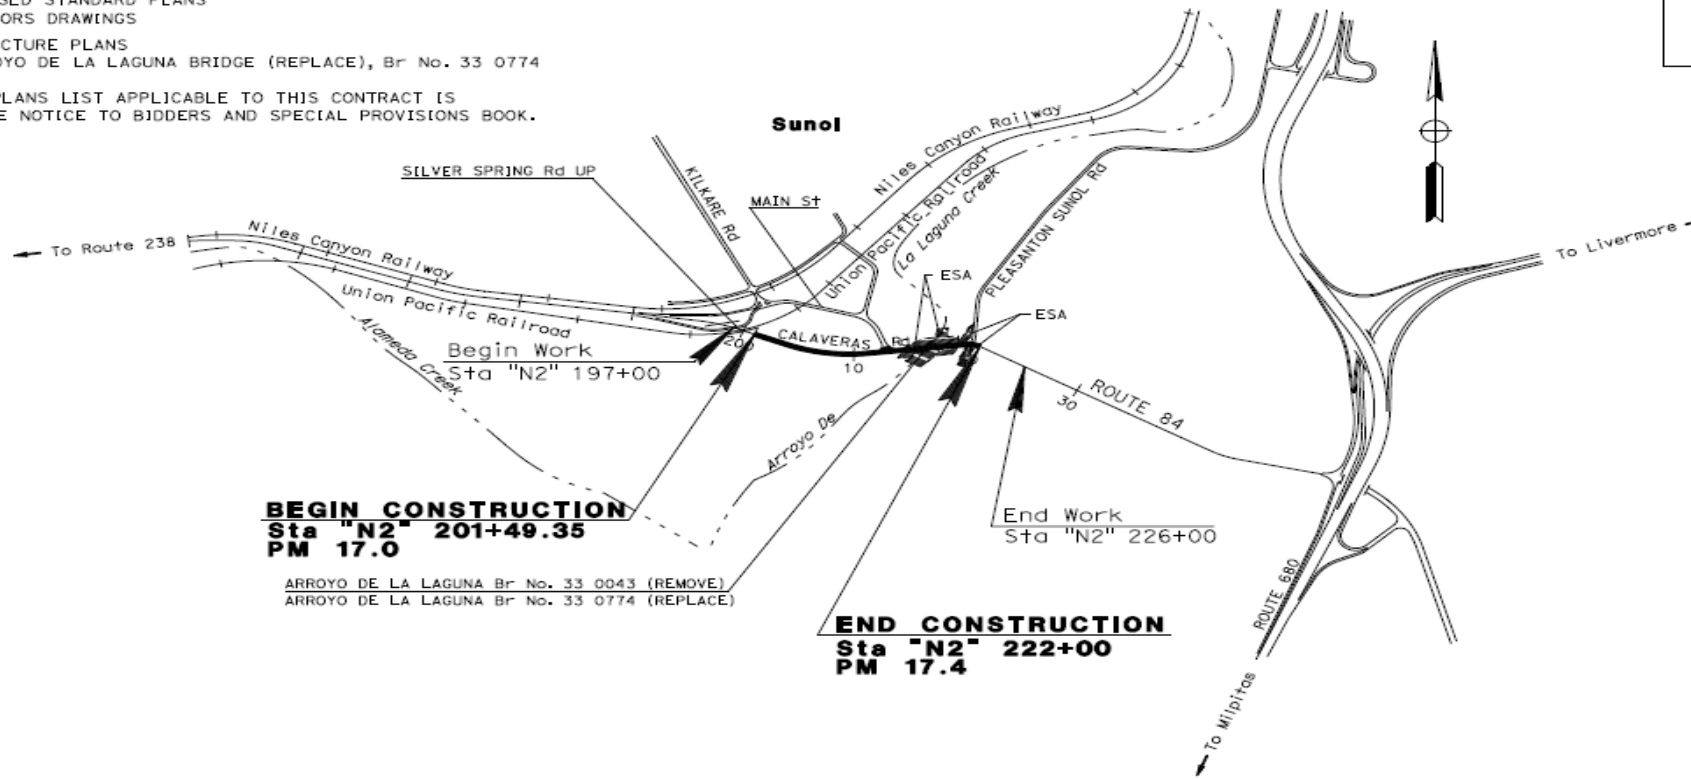 SED STANDARD PLANS
ORS DRAWINGS
CTURE PLANS
OYO DE LA LAGUNA BRIDGE (REPLACE), Br No. 33 0774
PLANS LIST APPLICABLE TO THIS CONTRACT IS
E NOTICE TO BIDDERS AND SPECIAL PROVISIONS BOOK.
Sunol
SILVER SPRING Rd UP
KILKARE Rd
MAIN St
Niles Canyon Railway
Union Pacific Railroad
La Laguna Creek
PLEASANTON SUNOL Rd
To Route 238
Niles Canyon Railway
Union Pacific Railroad
Alameda Creek
To Livermore
ESA
ESA
CALAVERAS Rd
200
10
30
ROUTE 84
Begin Work
Sta "N2" 197+00
Arroyo De
BEGIN CONSTRUCTION
Sta "N2" 201+49.35
PM 17.0
End Work
Sta "N2" 226+00
ARROYO DE LA LAGUNA Br No. 33 0043 (REMOVE)
ARROYO DE LA LAGUNA Br No. 33 0774 (REPLACE)
END CONSTRUCTION
Sta "N2" 222+00
PM 17.4
ROUTE 680
To Milpitas